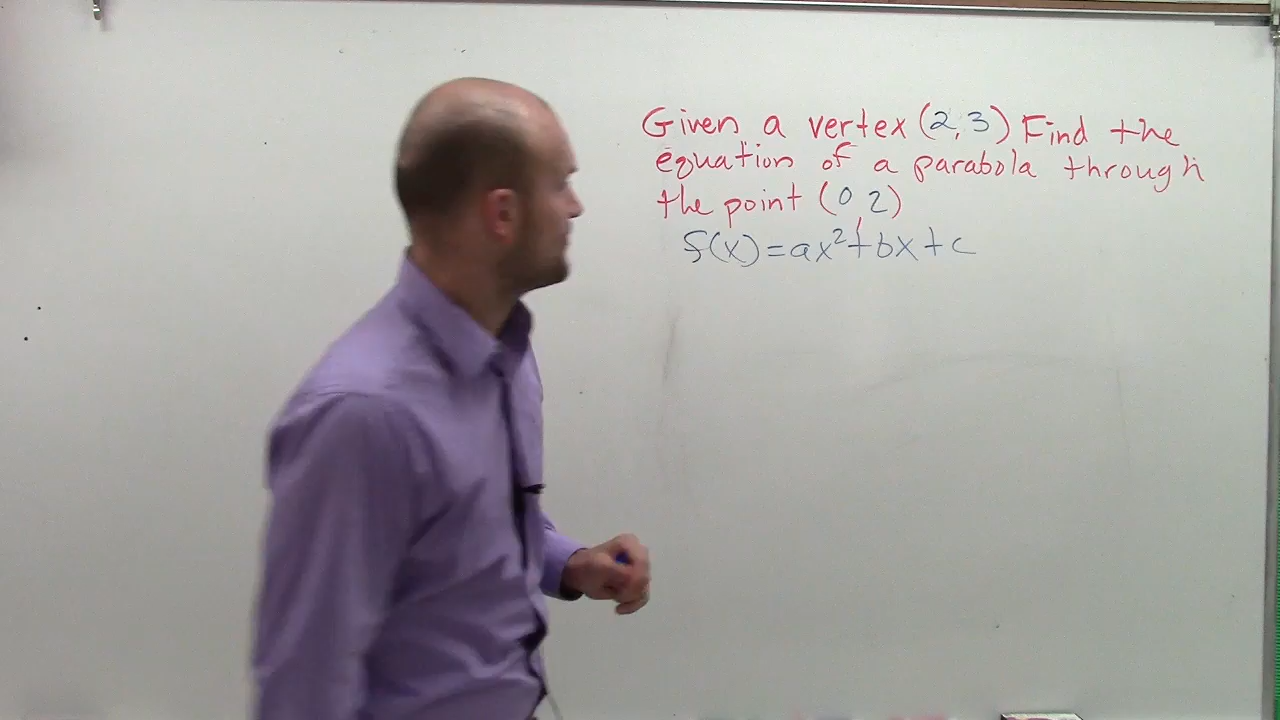 Given a vertex (2,3) Find the
equation of a parabola through
the point (0,2)
f(x)=ax²+bx+c